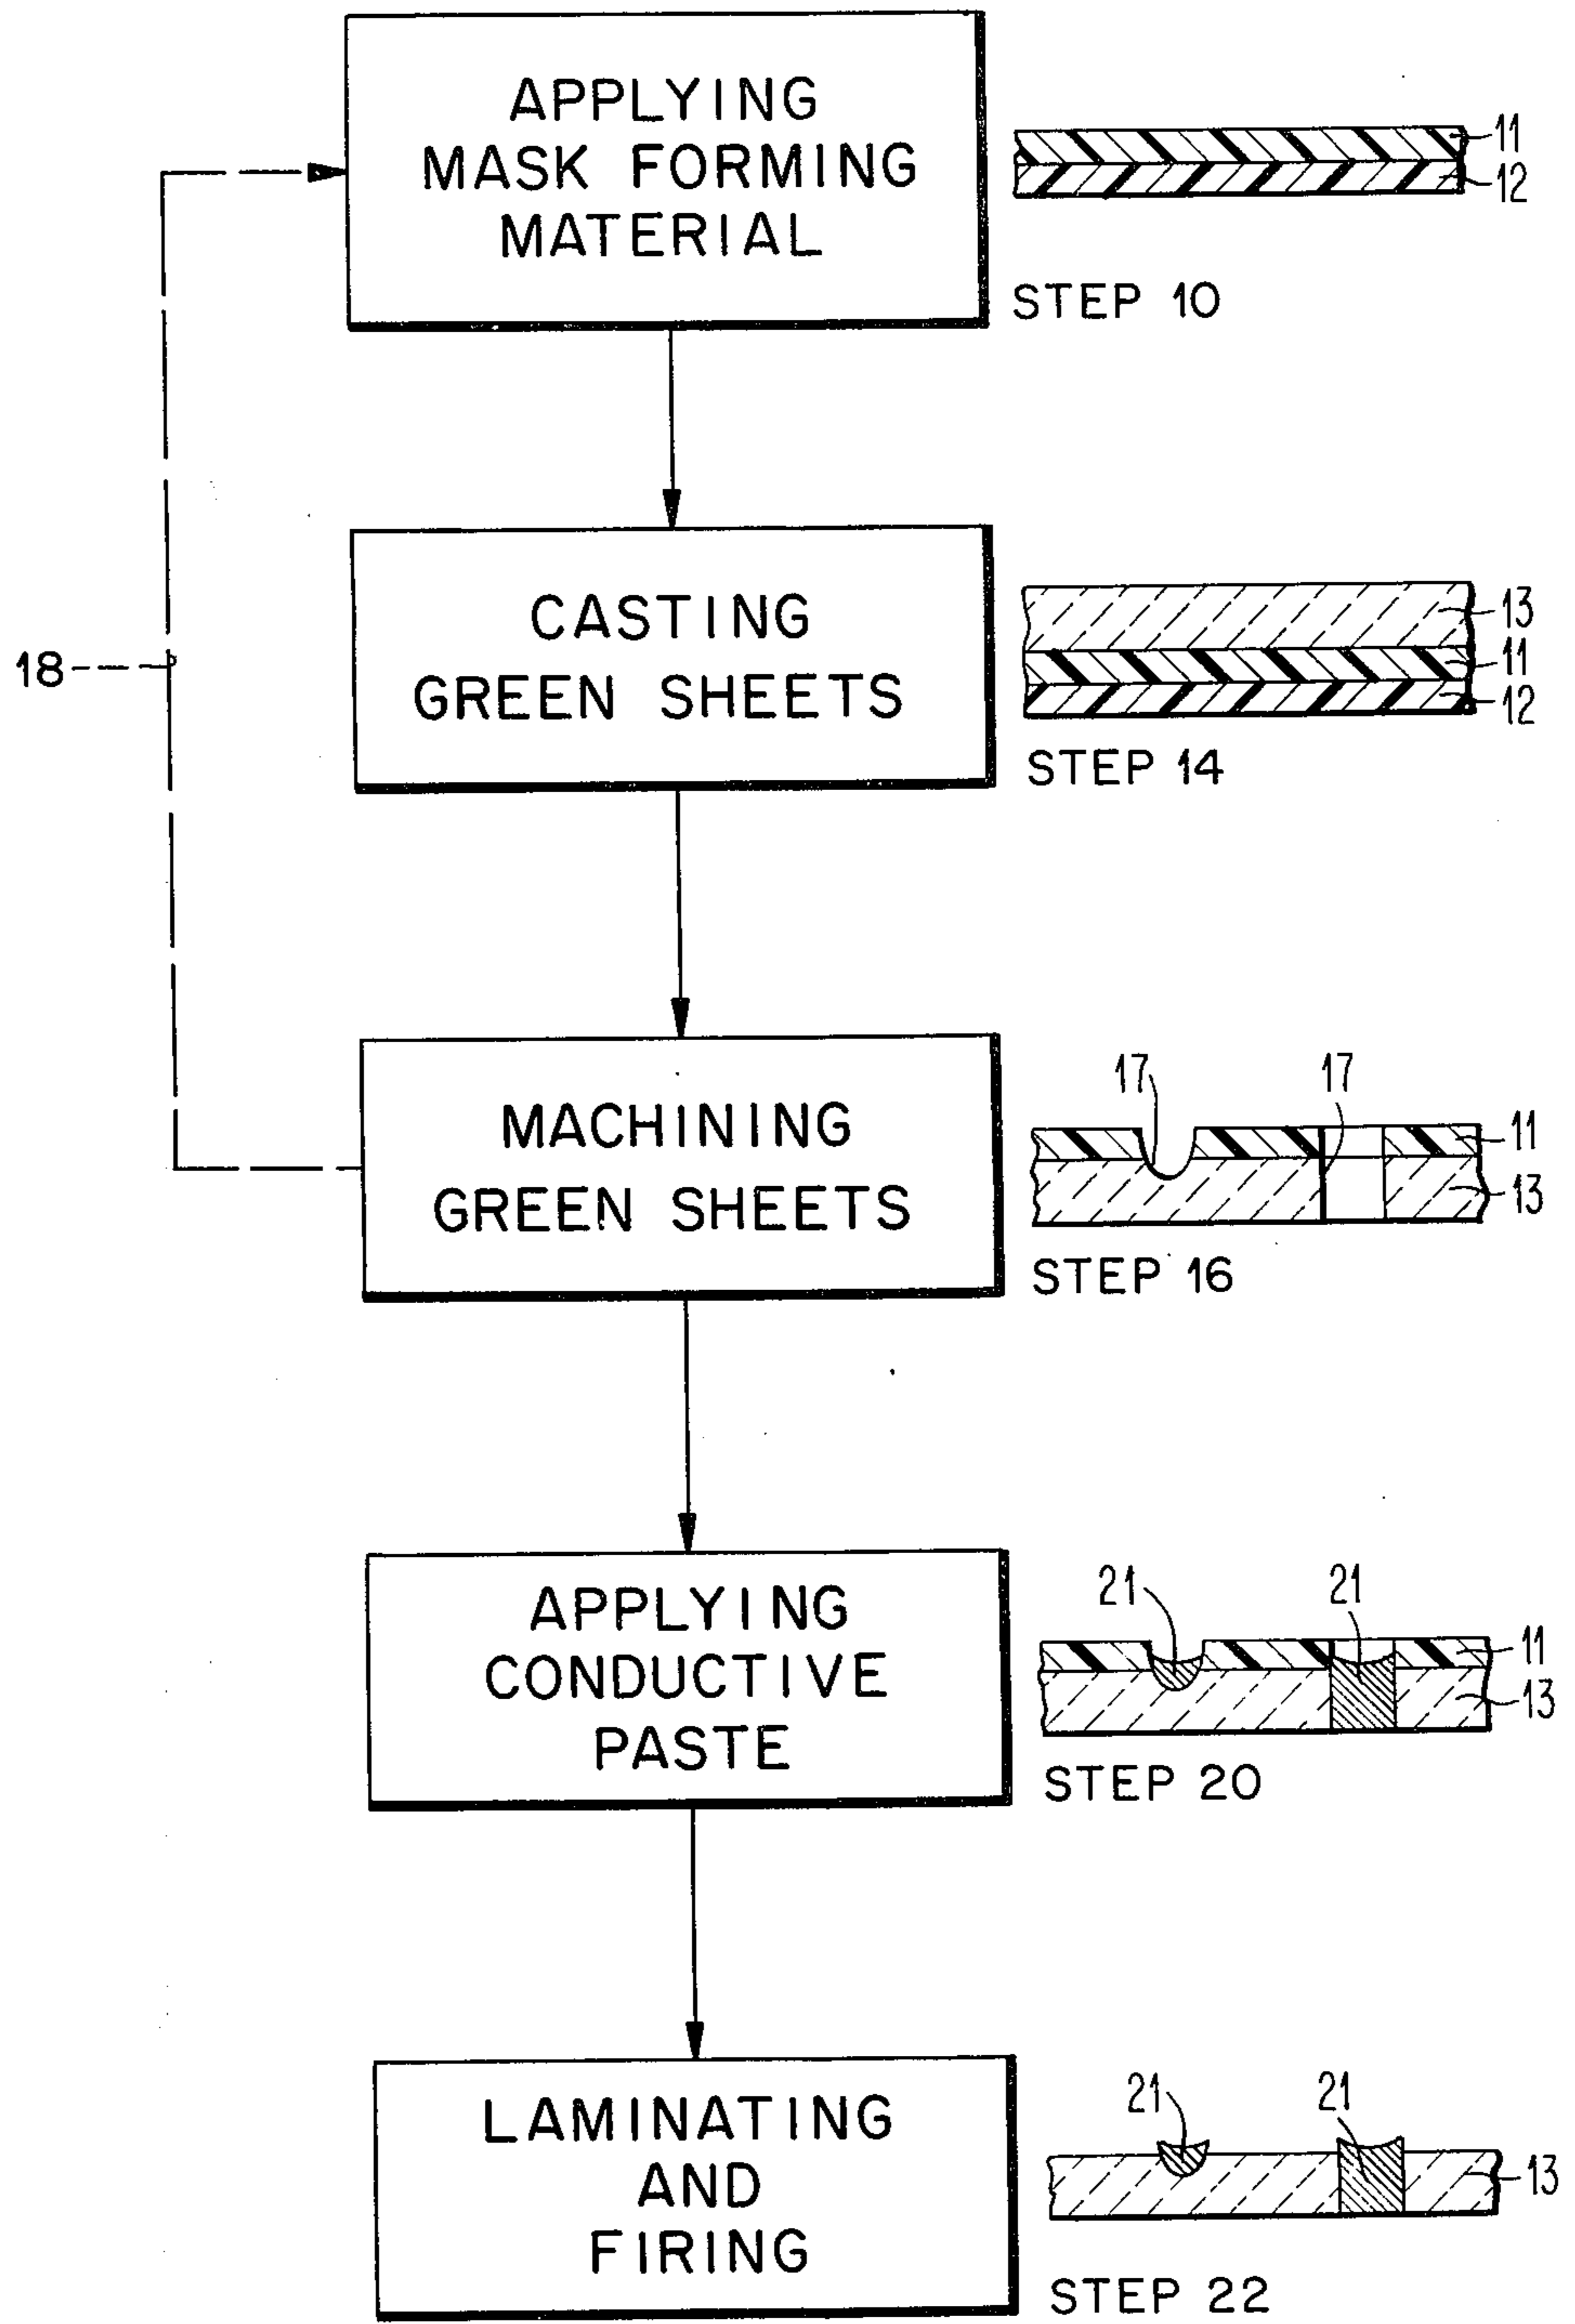 APPLYING
MASK FORMING
MATERIAL
11
12
STEP 10
CASTING
GREEN SHEETS
13
11
12
STEP 14
18
MACHINING
GREEN SHEETS
17
17
11
13
STEP 16
APPLYING
CONDUCTIVE
PASTE
21
21
11
13
STEP 20
LAMINATING
AND
FIRING
21
21
13
STEP 22